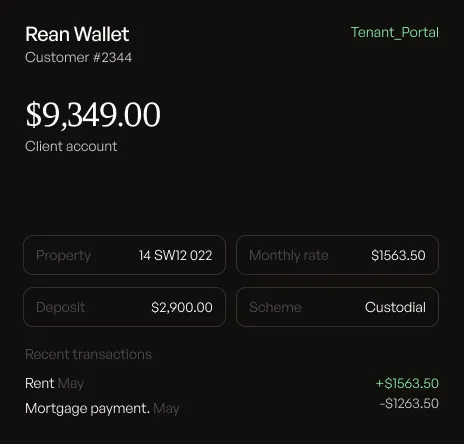 Rean Wallet Tenant_Portal
Customer #2344
$9,349.00
Client account
Property 14 SW12 022 Monthly rate $1563.50
Deposit $2,900.00 Scheme Custodial
Recent transactions
Rent May +$1563.50
Mortgage payment. May -$1263.50